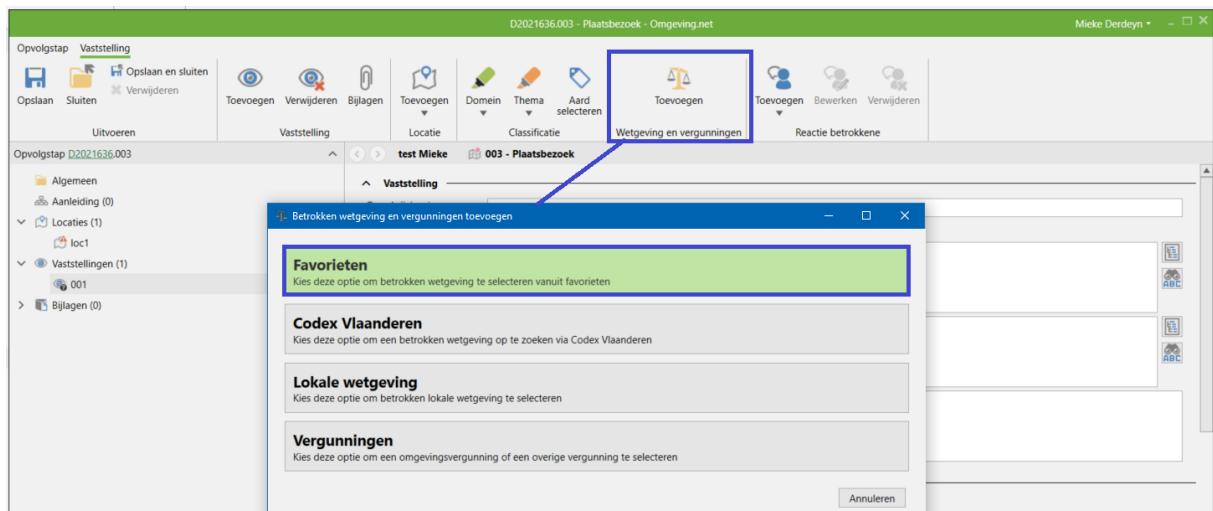 D2021636.003 - Plaatsbezoek - Omgeving.net
Mieke Derdeyn
Opvolgstap Vaststelling
Opslaan
Sluiten
Opslaan en sluiten
Verwijderen
Uitvoeren
Toevoegen
Verwijderen
Bijlagen
Vaststelling
Toevoegen
Locatie
Domein
Thema
Aard
selecteren
Classificatie
Toevoegen
Wetgeving en vergunningen
Toevoegen
Bewerken
Verwijderen
Reactie betrokkene
Opvolgstap D2021636.003
Algemeen
Aanleiding (0)
Locaties (1)
loc1
Vaststellingen (1)
001
Bijlagen (0)
test Mieke
003 - Plaatsbezoek
Vaststelling
ABC
ABC
Betrokken wetgeving en vergunningen toevoegen
Favorieten
Kies deze optie om betrokken wetgeving te selecteren vanuit favorieten
Codex Vlaanderen
Kies deze optie om een betrokken wetgeving op te zoeken via Codex Vlaanderen
Lokale wetgeving
Kies deze optie om betrokken lokale wetgeving te selecteren
Vergunningen
Kies deze optie om een omgevingsvergunning of een overige vergunning te selecteren
Annuleren